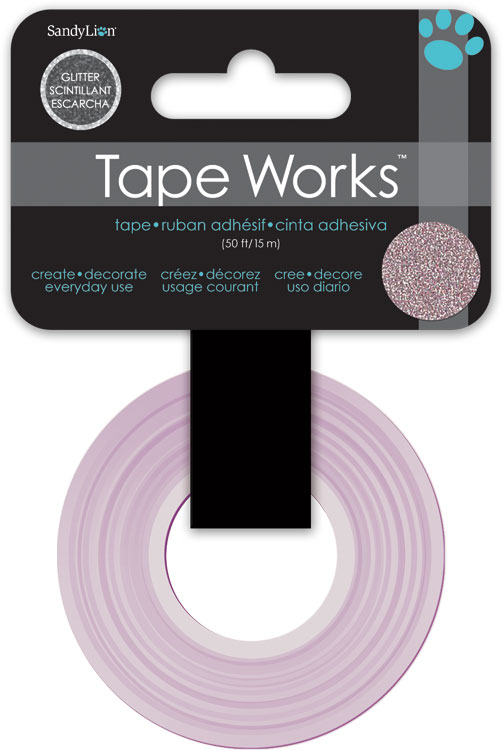 SandyLion®
GLITTER
SCINTILLANT
ESCARCHA
Tape Works™
tape•ruban adhésif•cinta adhesiva
(50 ft/15 m)
create•decorate
everyday use
créez•décorez
usage courant
cree•decore
uso diario